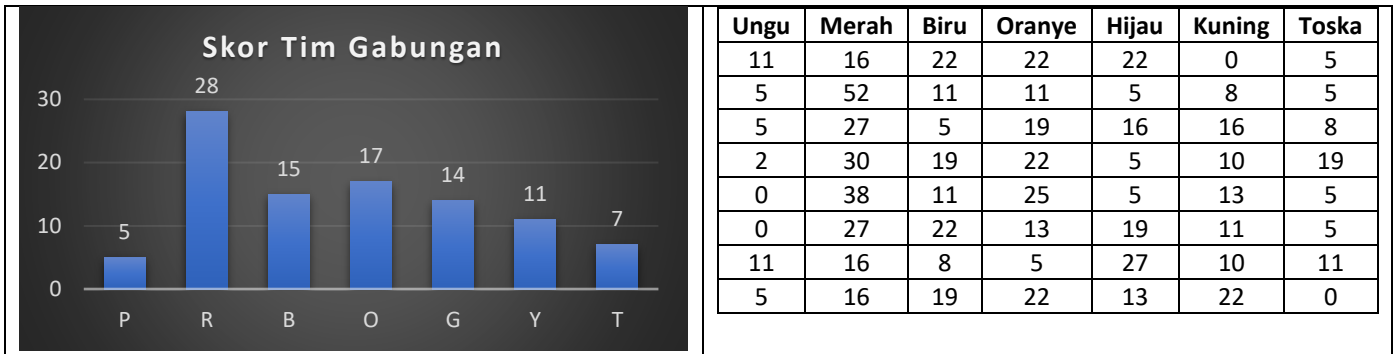 Skor Tim Gabungan
30
20
10
0
5
28
15
17
14
11
7
P R B O G Y T
Ungu Merah Biru Oranye Hijau Kuning Toska
11 16 22 22 22 0 5
5 52 11 11 5 8 5
5 27 5 19 16 16 8
2 30 19 22 5 10 19
0 38 11 25 5 13 5
0 27 22 13 19 11 5
11 16 8 5 27 10 11
5 16 19 22 13 22 0